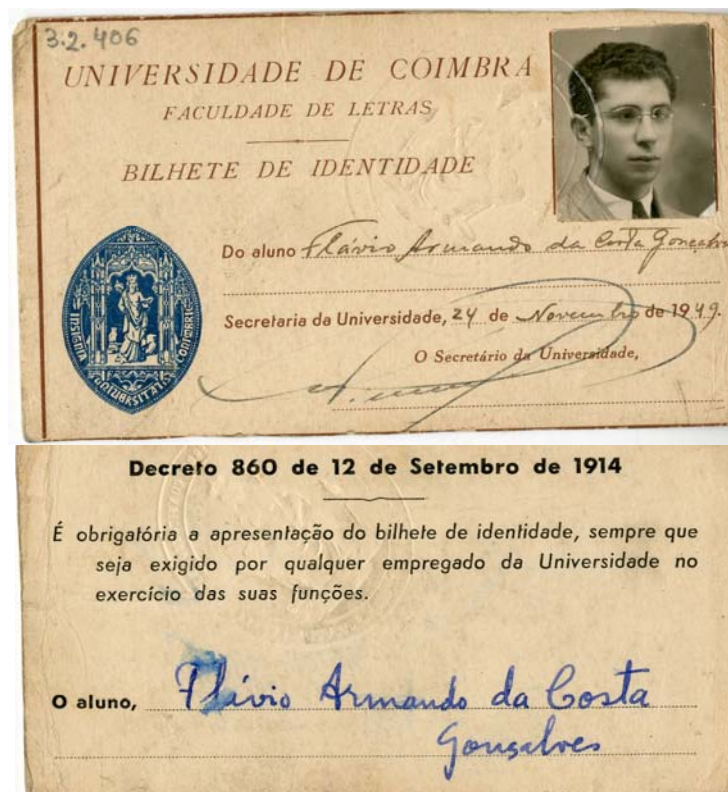 3.2.406
UNIVERSIDADE DE COIMBRA
FACULDADE DE LETRAS
BILHETE DE IDENTIDADE
Do aluno Flávio Armando da Costa Gonçalves
Secretaria da Universidade, 24 de Novembro de 1949.
O Secretário da Universidade,
INSIGNIA UNIVERSITATIS CONIMBRIG
Decreto 860 de 12 de Setembro de 1914
É obrigatória a apresentação do bilhete de identidade, sempre que
seja exigido por qualquer empregado da Universidade no
exercício das suas funções.
O aluno, Flávio Armando da Costa
Gonçalves